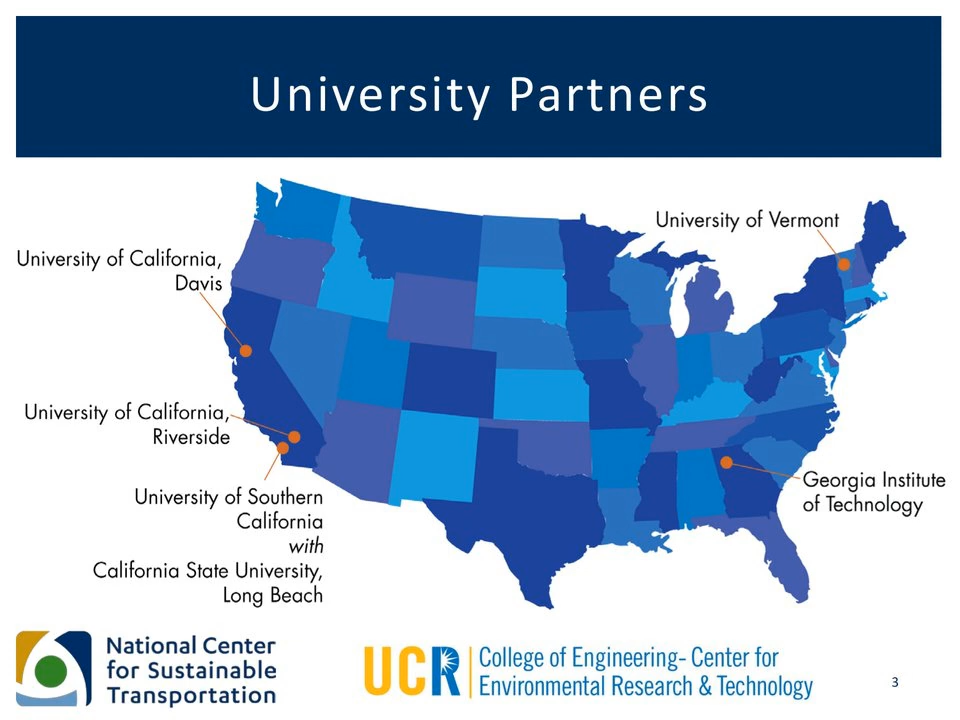 University Partners
University of Vermont
University of California,
Davis
University of California,
Riverside
University of Southern
California
with
California State University,
Long Beach
Georgia Institute
of Technology
National Center
for Sustainable
Transportation
UCR
College of Engineering- Center for
Environmental Research & Technology
3